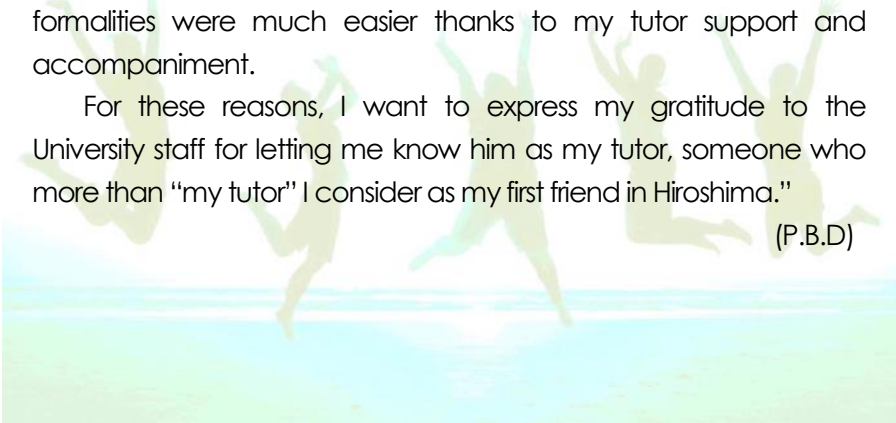 formalities were much easier thanks to my tutor support and
accompaniment.
For these reasons, I want to express my gratitude to the
University staff for letting me know him as my tutor, someone who
more than “my tutor” I consider as my first friend in Hiroshima.”
(P.B.D)